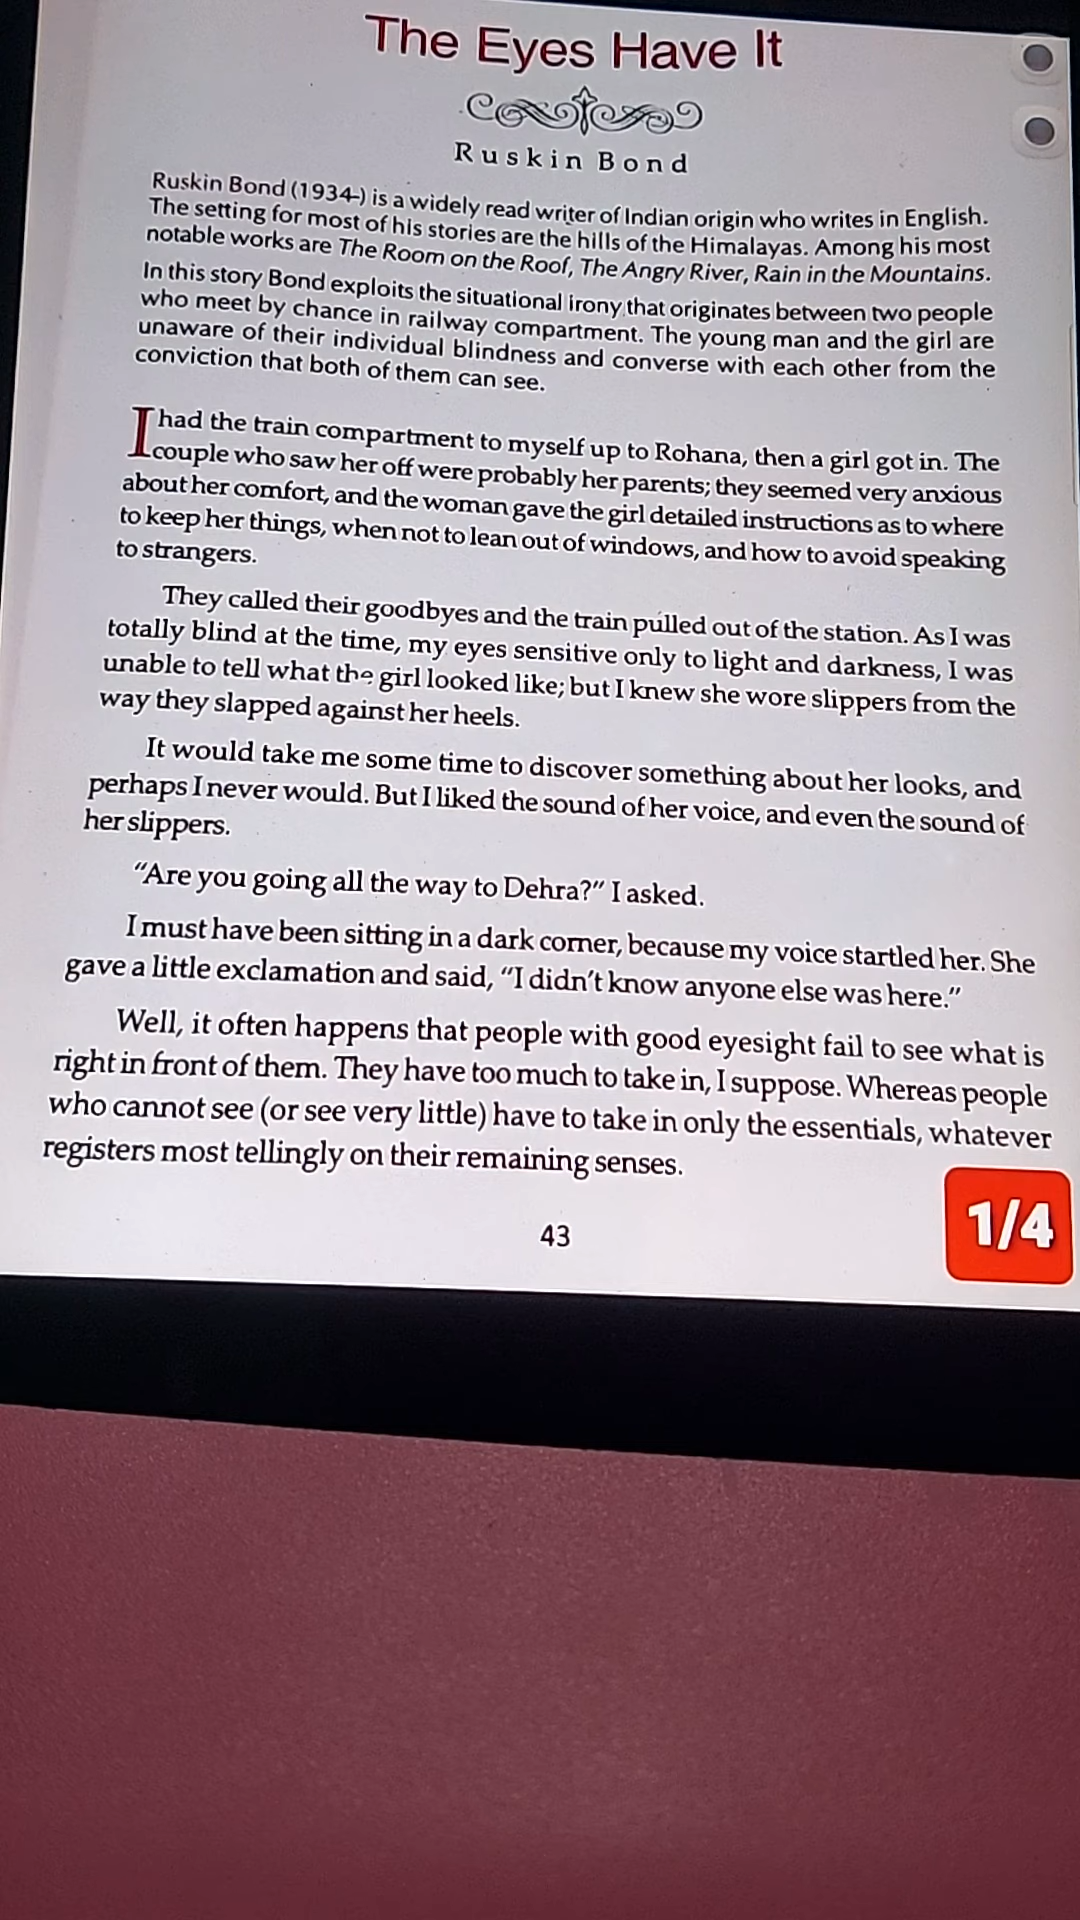 The Eyes Have It
Ruskin Bond
Ruskin Bond (1934-) is a widely read writer of Indian origin who writes in English.
The setting for most of his stories are the hills of the Himalayas. Among his most
notable works are The Room on the Roof, The Angry River, Rain in the Mountains.
In this story Bond exploits the situational irony that originates between two people
who meet by chance in railway compartment. The young man and the girl are
unaware of their individual blindness and converse with each other from the
conviction that both of them can see.
I had the train compartment to myself up to Rohana, then a girl got in. The
couple who saw her off were probably her parents; they seemed very anxious
about her comfort, and the woman gave the girl detailed instructions as to where
to keep her things, when not to lean out of windows, and how to avoid speaking
to strangers.
They called their goodbyes and the train pulled out of the station. As I was
totally blind at the time, my eyes sensitive only to light and darkness, I was
unable to tell what the girl looked like; but I knew she wore slippers from the
way they slapped against her heels.
It would take me some time to discover something about her looks, and
perhaps I never would. But I liked the sound of her voice, and even the sound of
her slippers.
"Are you going all the way to Dehra?" I asked.
I must have been sitting in a dark corner, because my voice startled her. She
gave a little exclamation and said, "I didn't know anyone else was here."
Well, it often happens that people with good eyesight fail to see what is
right in front of them. They have too much to take in, I suppose. Whereas people
who cannot see (or see very little) have to take in only the essentials, whatever
registers most tellingly on their remaining senses.
43
1/4